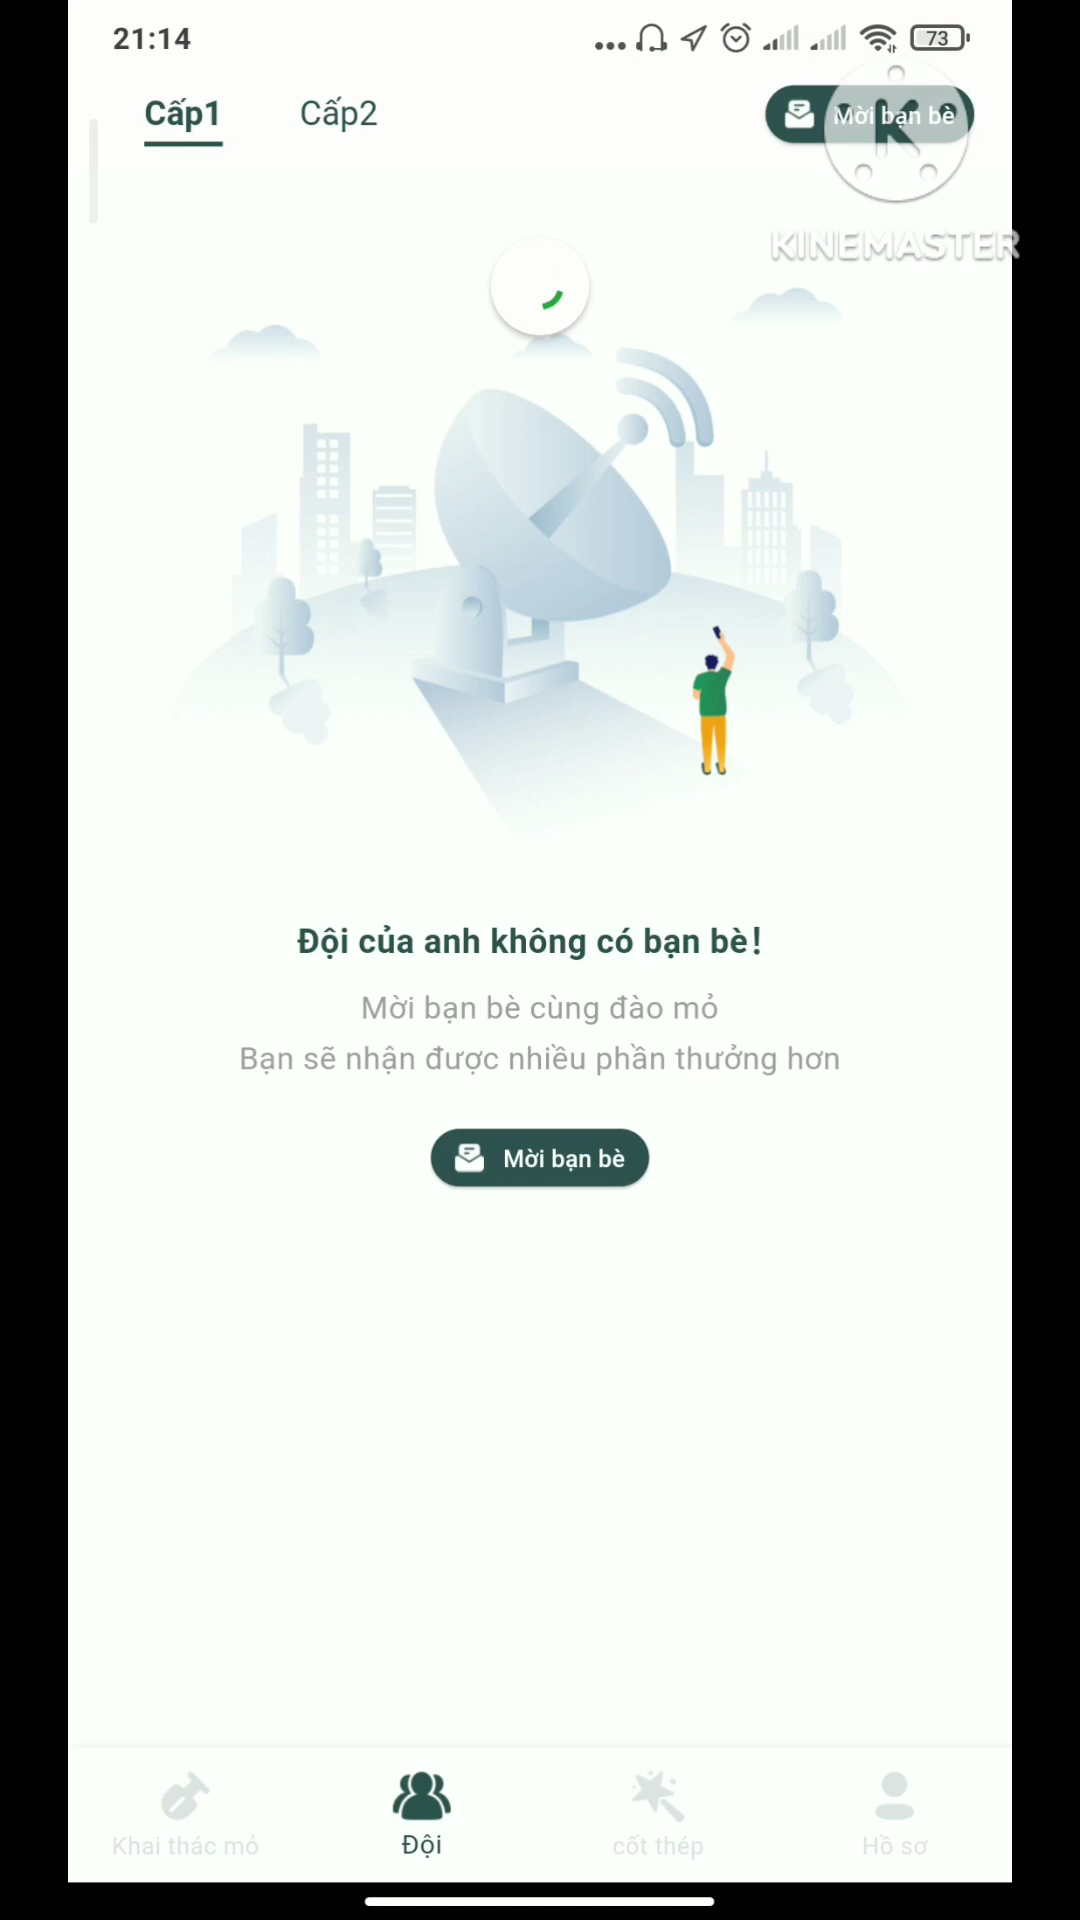 21:14
73
Cấp1
Cấp2
Mời bạn bè
KINEMASTER
Đội của anh không có bạn bè!
Mời bạn bè cùng đào mỏ
Bạn sẽ nhận được nhiều phần thưởng hơn
Mời bạn bè
Khai thác mỏ
Đội
cốt thép
Hồ sơ